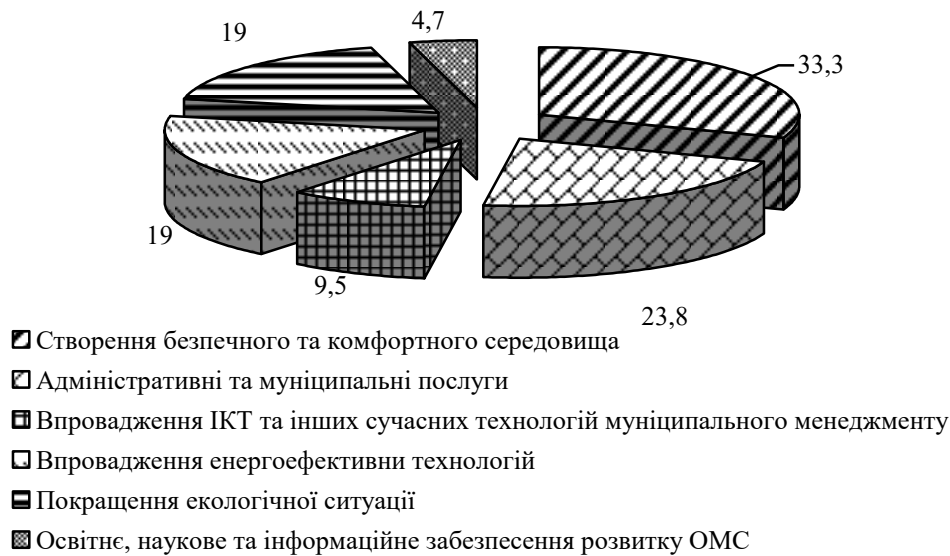 19
4,7
33,3
19
9,5
23,8
Створення безпечного та комфортного середовища
Адміністративні та муніципальні послуги
Впровадження ІКТ та інших сучасних технологій муніципального менеджменту
Впровадження енергоефективни технологій
Покращення екологічної ситуації
Освітнє, наукове та інформаційне забезпесення розвитку ОМС